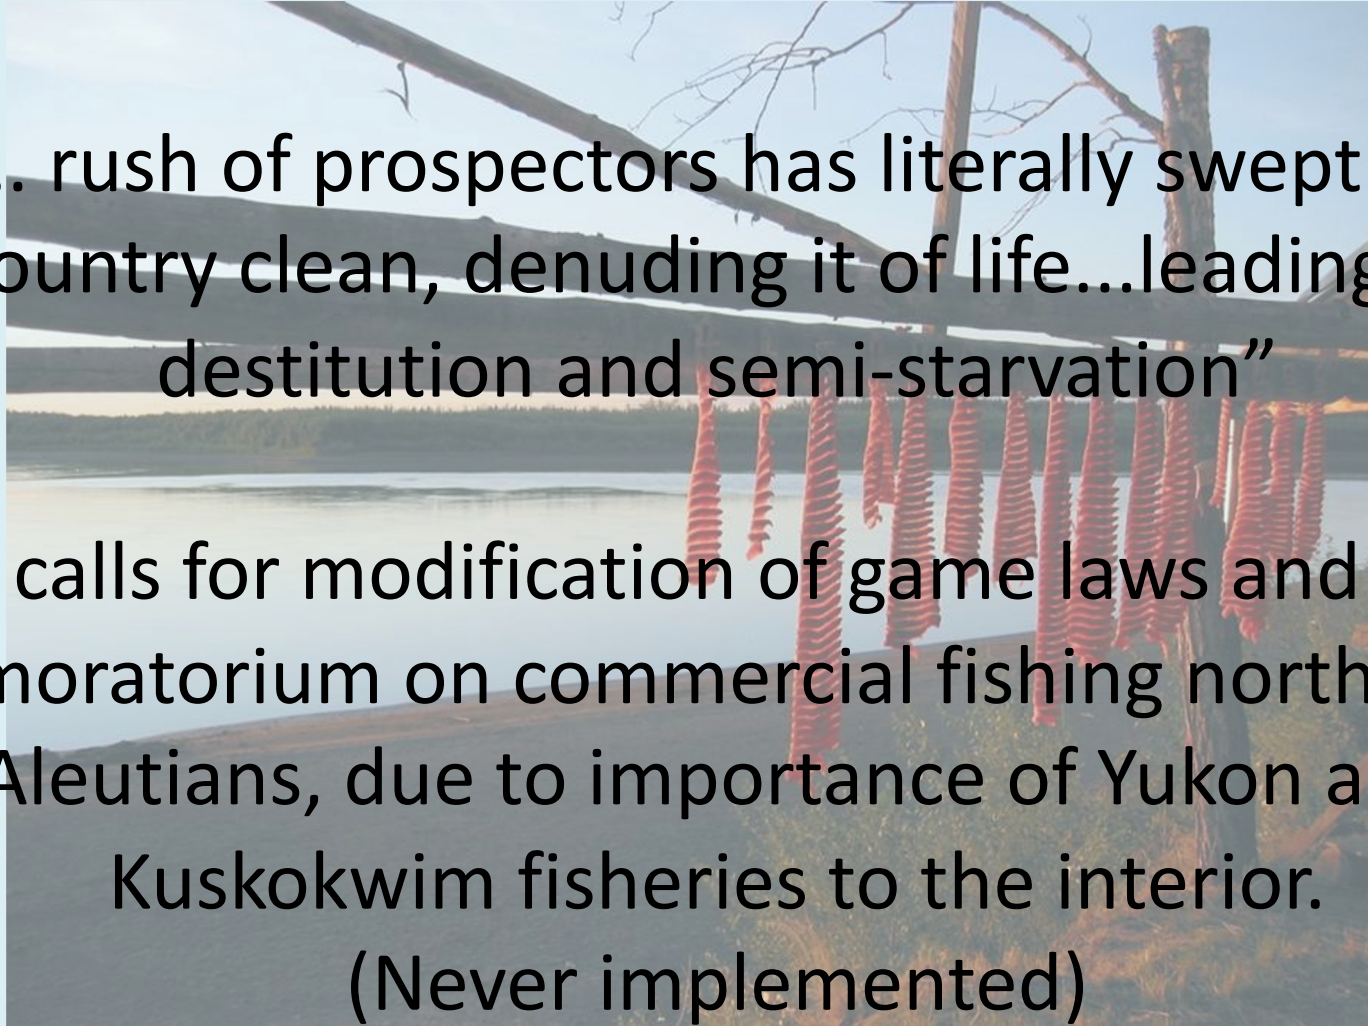 .. rush of prospectors has literally swept
ountry clean, denuding it of life...leading
destitution and semi-starvation”
calls for modification of game laws and
moratorium on commercial fishing north
Aleutians, due to importance of Yukon a
Kuskokwim fisheries to the interior.
(Never implemented)